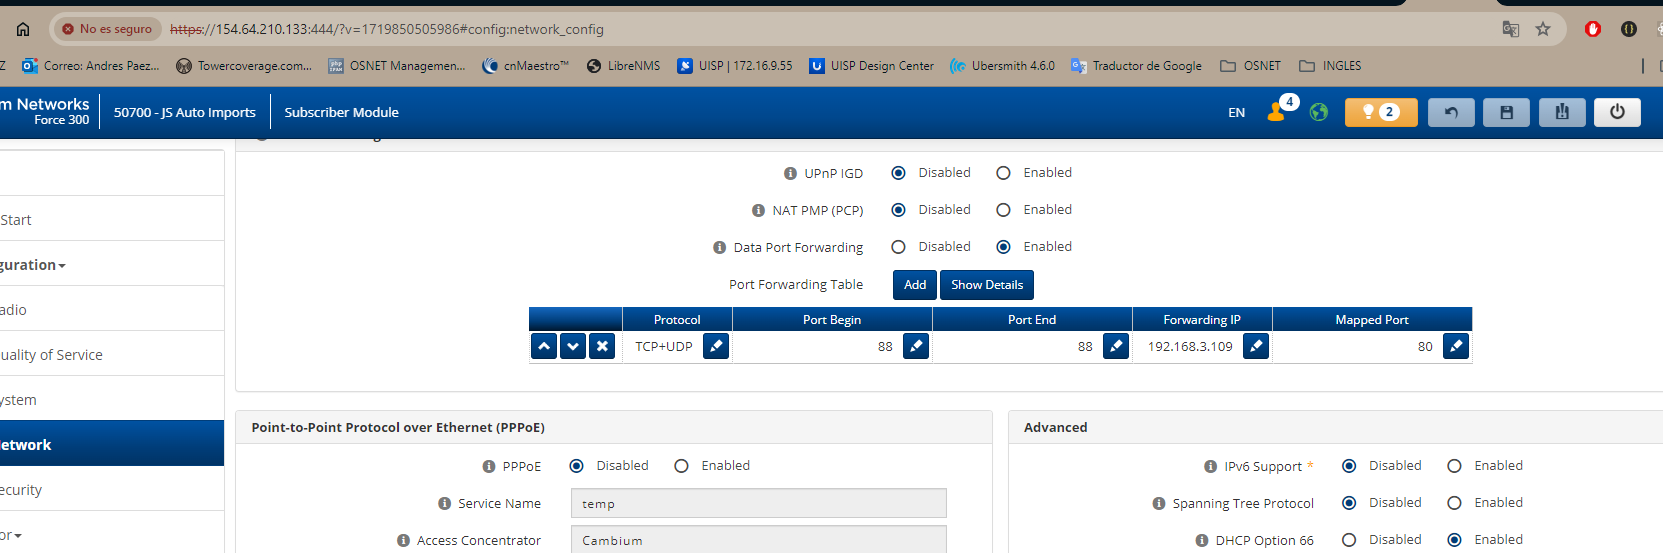 No es seguro https://154.64.210.133:444/?v=1719850505986#config:network_config
Z Correo: Andres Paez... Towercoverage.com... OSNET Managemen... cnMaestro™ LibreNMS UISP | 172.16.9.55 UISP Design Center Ubersmith 4.6.0 Traductor de Google OSNET INGLES
m Networks
Force 300
50700 - JS Auto Imports
Subscriber Module
EN 4 2
UPnP IGD Disabled Enabled
NAT PMP (PCP) Disabled Enabled
Start
Data Port Forwarding Disabled Enabled
guration
Port Forwarding Table Add Show Details
adio
Protocol Port Begin Port End Forwarding IP Mapped Port
TCP+UDP 88 88 192.168.3.109 80
uality of Service
ystem
Point-to-Point Protocol over Ethernet (PPPoE)
Advanced
etwork
PPPoE Disabled Enabled
IPv6 Support * Disabled Enabled
ecurity
Service Name temp
Spanning Tree Protocol Disabled Enabled
or
Access Concentrator Cambium
DHCP Option 66 Disabled Enabled